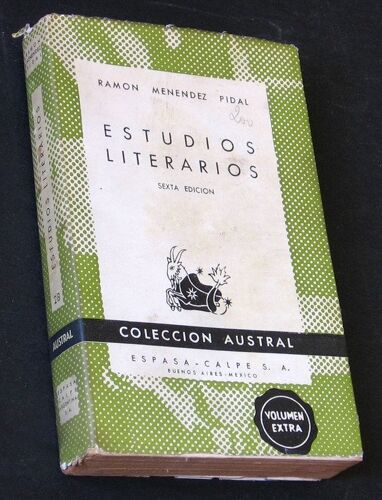 RAMON MENENDEZ PIDAL
ESTUDIOS
LITERARIOS
SEXTA EDICION
COLECCION AUSTRAL
ESPASA-CALPE S. A.
BUENOS AIRES-MEXICO
VOLUMEN
EXTRA
ESTUDIOS LITERARIOS
28
AUSTRAL